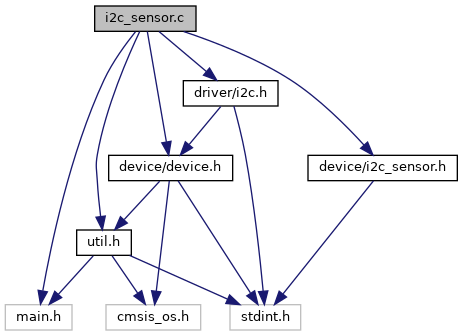 i2c_sensor.c
driver/i2c.h
device/device.h
device/i2c_sensor.h
util.h
main.h
cmsis_os.h
stdint.h